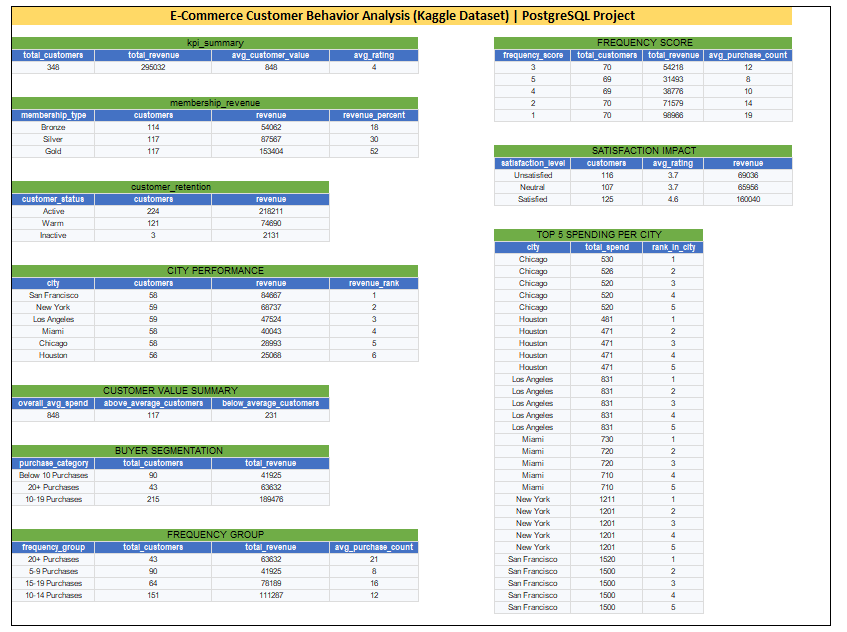 E-Commerce Customer Behavior Analysis (Kaggle Dataset) | PostgreSQL Project
kpi_summary
total_customers total_revenue avg_customer_value avg_rating
348 295032 848 4
membership_revenue
membership_type customers revenue revenue_percent
Bronze 114 54062 18
Silver 117 87567 30
Gold 117 153404 52
customer_retention
customer_status customers revenue
Active 224 218211
Warm 121 74690
Inactive 3 2131
CITY PERFORMANCE
city customers revenue revenue_rank
San Francisco 58 84667 1
New York 59 68737 2
Los Angeles 59 47524 3
Miami 58 40043 4
Chicago 58 28993 5
Houston 56 25068 6
CUSTOMER VALUE SUMMARY
overall_avg_spend above_average_customers below_average_customers
848 117 231
BUYER SEGMENTATION
purchase_category total_customers total_revenue
Below 10 Purchases 90 41925
20+ Purchases 43 63632
10-19 Purchases 215 189476
FREQUENCY GROUP
frequency_group total_customers total_revenue avg_purchase_count
20+ Purchases 43 63632 21
5-9 Purchases 90 41925 8
15-19 Purchases 64 78189 16
10-14 Purchases 151 111287 12
FREQUENCY SCORE
frequency_score total_customers total_revenue avg_purchase_count
3 70 54218 12
5 69 31493 8
4 69 38776 10
2 70 71579 14
1 70 98966 19
SATISFACTION IMPACT
satisfaction_level customers avg_rating revenue
Unsatisfied 116 3.7 69036
Neutral 107 3.7 65956
Satisfied 125 4.6 160040
TOP 5 SPENDING PER CITY
city total_spend rank_in_city
Chicago 530 1
Chicago 526 2
Chicago 520 3
Chicago 520 4
Chicago 520 5
Houston 481 1
Houston 471 2
Houston 471 3
Houston 471 4
Houston 471 5
Los Angeles 831 1
Los Angeles 831 2
Los Angeles 831 3
Los Angeles 831 4
Los Angeles 831 5
Miami 730 1
Miami 720 2
Miami 720 3
Miami 710 4
Miami 710 5
New York 1211 1
New York 1201 2
New York 1201 3
New York 1201 4
New York 1201 5
San Francisco 1520 1
San Francisco 1500 2
San Francisco 1500 3
San Francisco 1500 4
San Francisco 1500 5